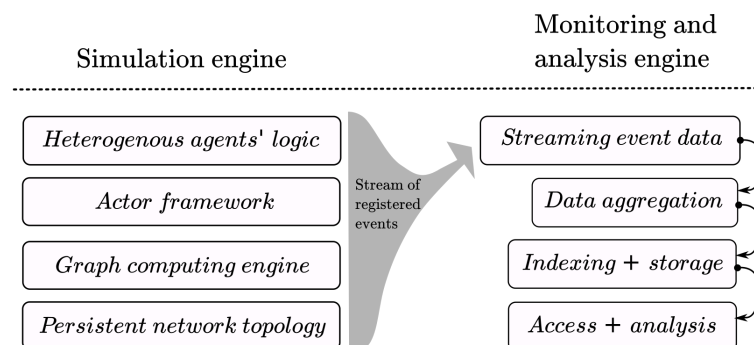 Simulation engine
Monitoring and
analysis engine
Heterogenous agents' logic
Actor framework
Graph computing engine
Persistent network topology
Stream of
registered
events
Streaming event data
Data aggregation
Indexing + storage
Access + analysis